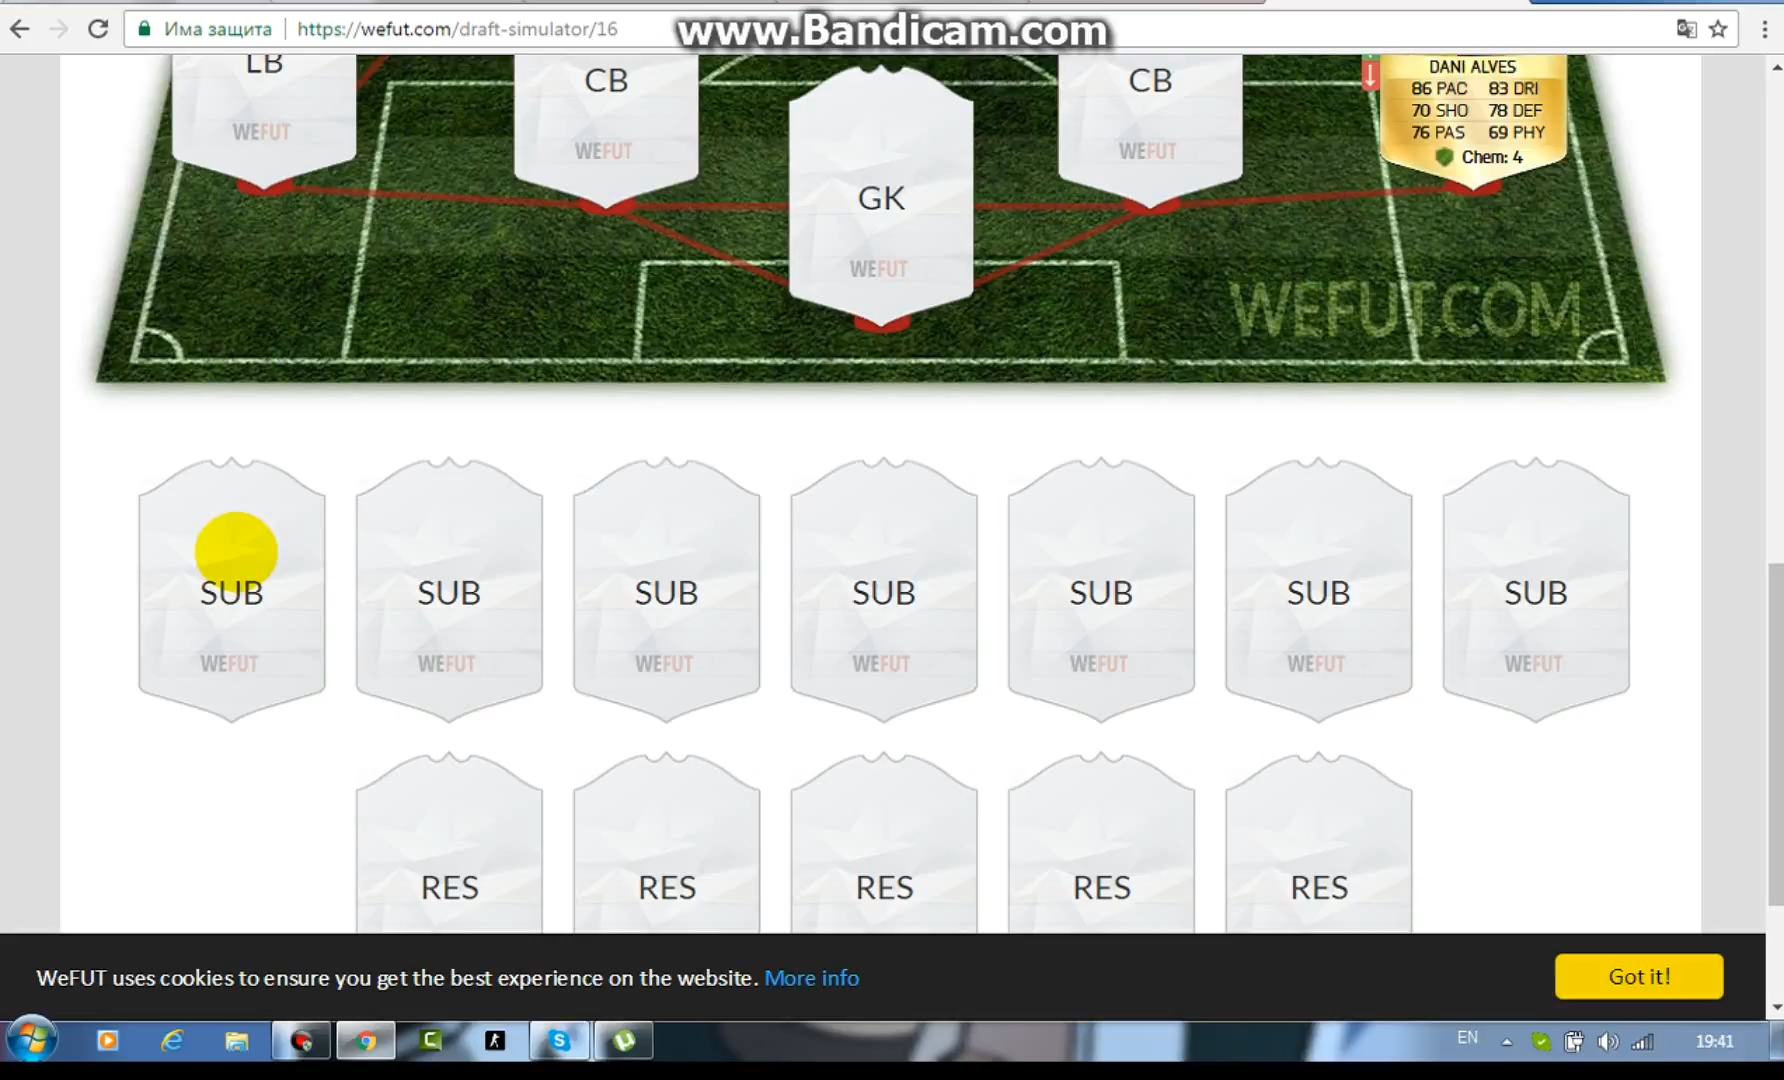 Има защита
https://wefut.com/draft-simulator/16
www.Bandicam.com
LB
WEFUT
CB
WEFUT
GK
WEFUT
CB
WEFUT
DANI ALVES
86 PAC 83 DRI
70 SHO 78 DEF
76 PAS 69 PHY
Chem: 4
WEFUT.COM
SUB SUB SUB SUB SUB SUB SUB
WEFUT WEFUT WEFUT WEFUT WEFUT WEFUT WEFUT
RES RES RES RES RES
WeFUT uses cookies to ensure you get the best experience on the website. More info
Got it!
EN
19:41